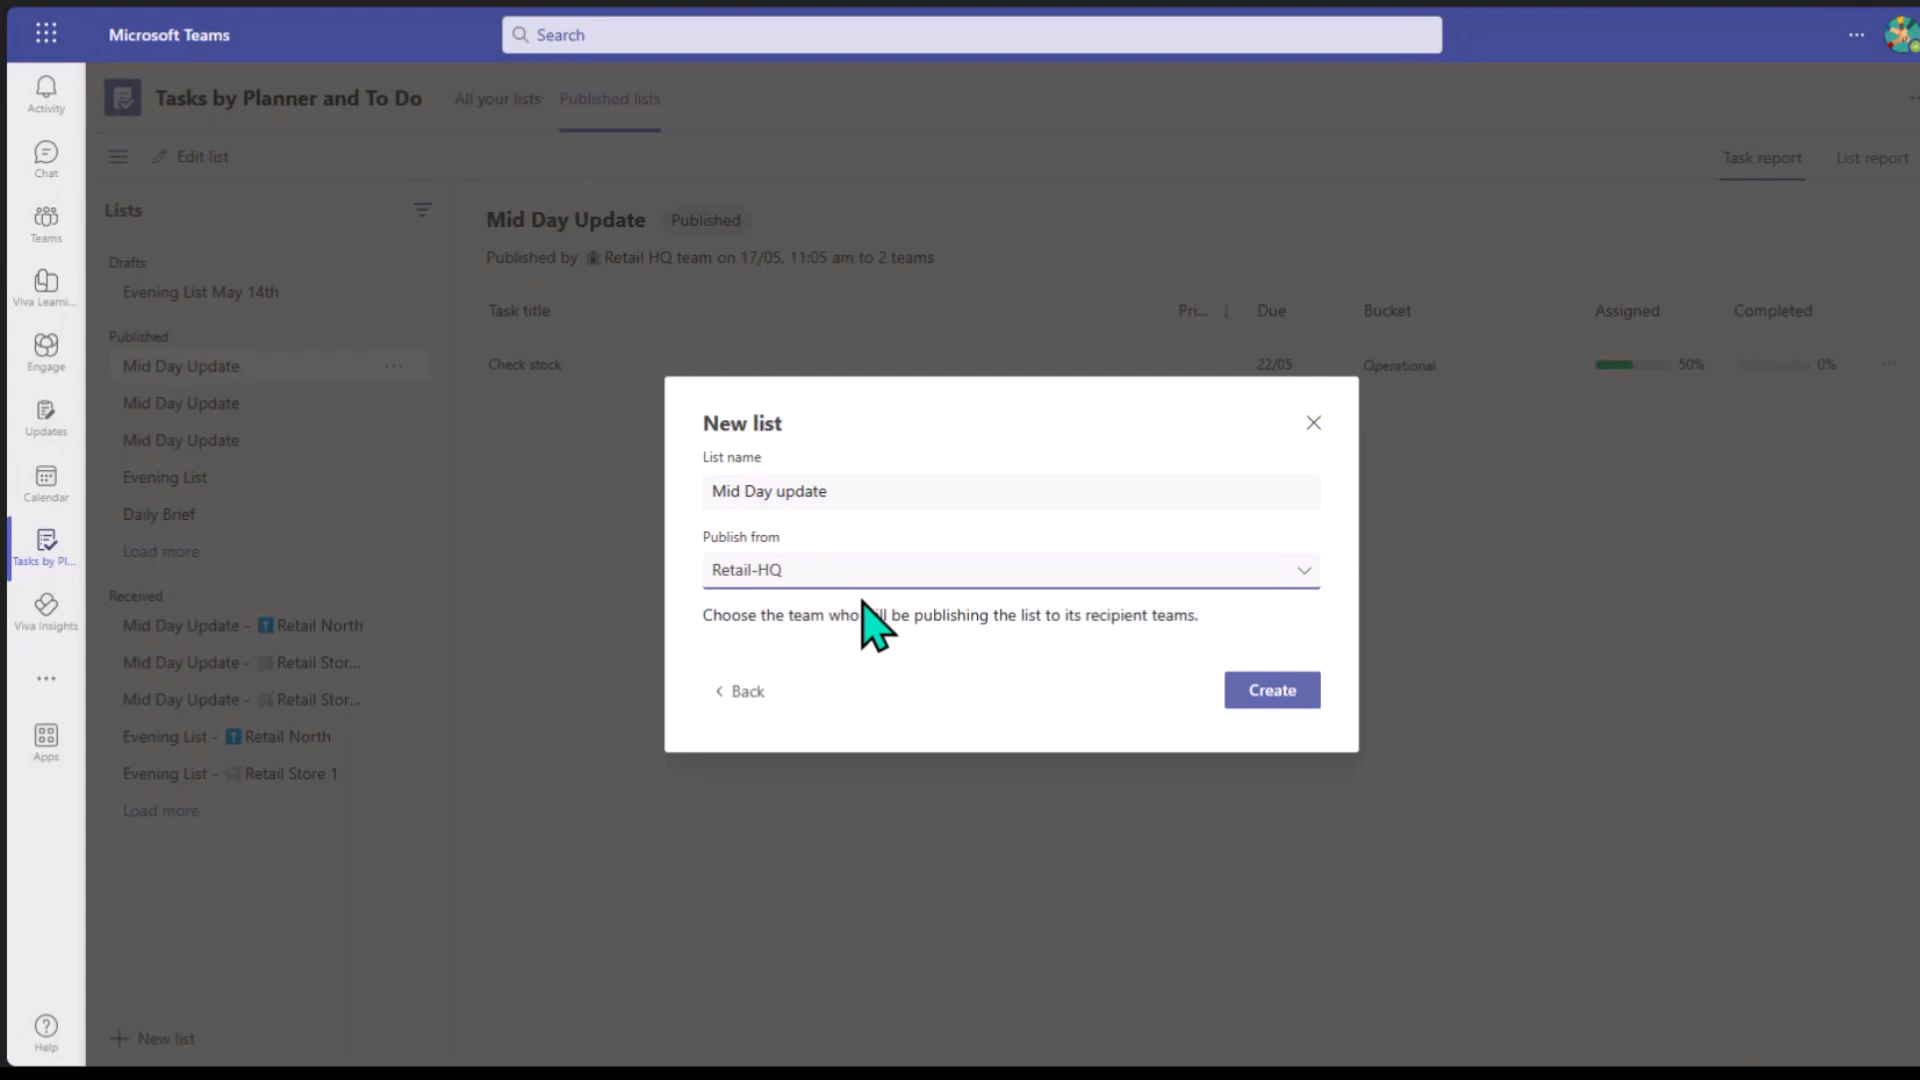 Microsoft Teams
Search
Activity
Chat
Teams
Viva Learni...
Engage
Updates
Calendar
Tasks by Pl...
Viva Insights
Apps
Help
Tasks by Planner and To Do
All your lists
Published lists
Edit list
Task report
List report
Lists
Drafts
Evening List May 14th
Published
Mid Day Update
Mid Day Update
Mid Day Update
Evening List
Daily Brief
Load more
Received
Mid Day Update - Retail North
Mid Day Update - Retail Stor...
Mid Day Update - Retail Stor...
Evening List - Retail North
Evening List - Retail Store 1
Load more
New list
Mid Day Update Published
Published by Retail HQ team on 17/05, 11:05 am to 2 teams
Task title Pri... ↓ Due Bucket Assigned Completed
Check stock 22/05 Operational 50% 0%
New list
List name
Mid Day update
Publish from
Retail-HQ
Choose the team who be publishing the list to its recipient teams.
Back
Create